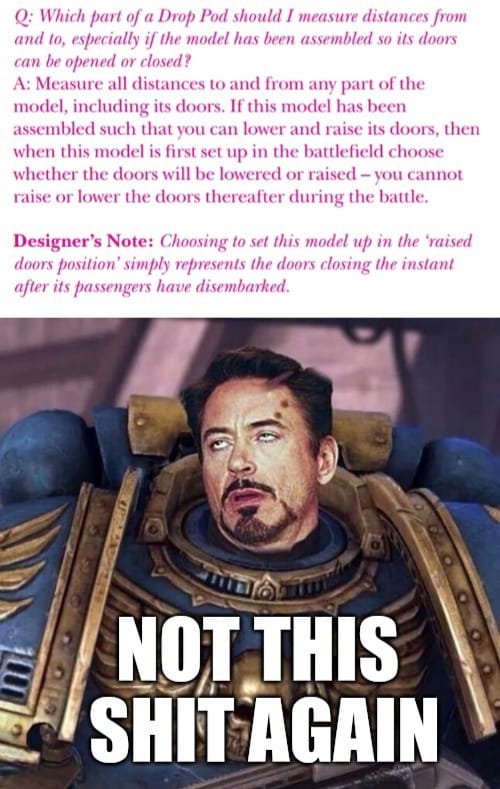 Q: Which part of a Drop Pod should I measure distances from
and to, especially if the model has been assembled so its doors
can be opened or closed?
A: Measure all distances to and from any part of the
model, including its doors. If this model has been
assembled such that you can lower and raise its doors, then
when this model is first set up in the battlefield choose
whether the doors will be lowered or raised – you cannot
raise or lower the doors thereafter during the battle.
Designer's Note: Choosing to set this model up in the 'raised
doors position' simply represents the doors closing the instant
after its passengers have disembarked.
NOT THIS
SHIT AGAIN